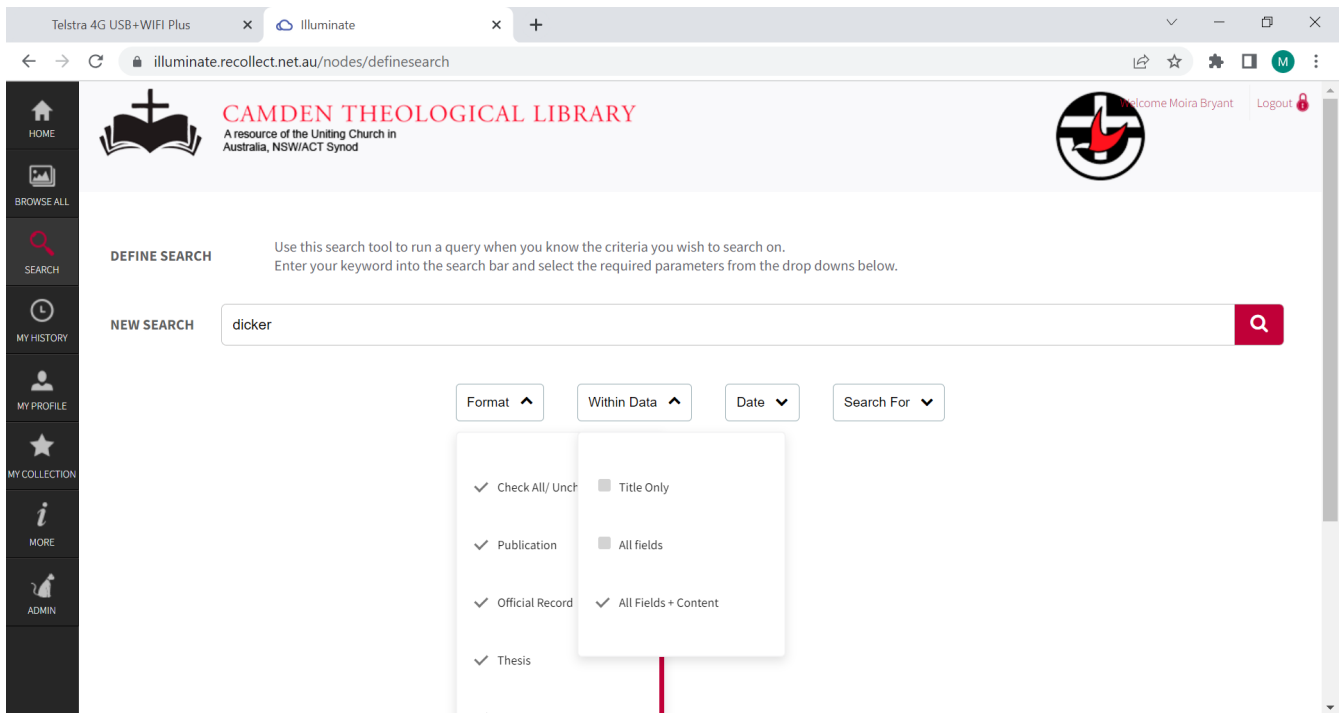 Telstra 4G USB+WIFI Plus
Illuminate
illuminate.recollect.net.au/nodes/definesearch
M
HOME
BROWSE ALL
SEARCH
MY HISTORY
MY PROFILE
MY COLLECTION
MORE
ADMIN
CAMDEN THEOLOGICAL LIBRARY
A resource of the Uniting Church in
Australia, NSW/ACT Synod
Welcome Moira Bryant
Logout
DEFINE SEARCH
Use this search tool to run a query when you know the criteria you wish to search on.
Enter your keyword into the search bar and select the required parameters from the drop downs below.
NEW SEARCH
dicker
Format
Within Data
Date
Search For
Check All/ Unch
Publication
Official Record
Thesis
Title Only
All fields
All Fields + Content